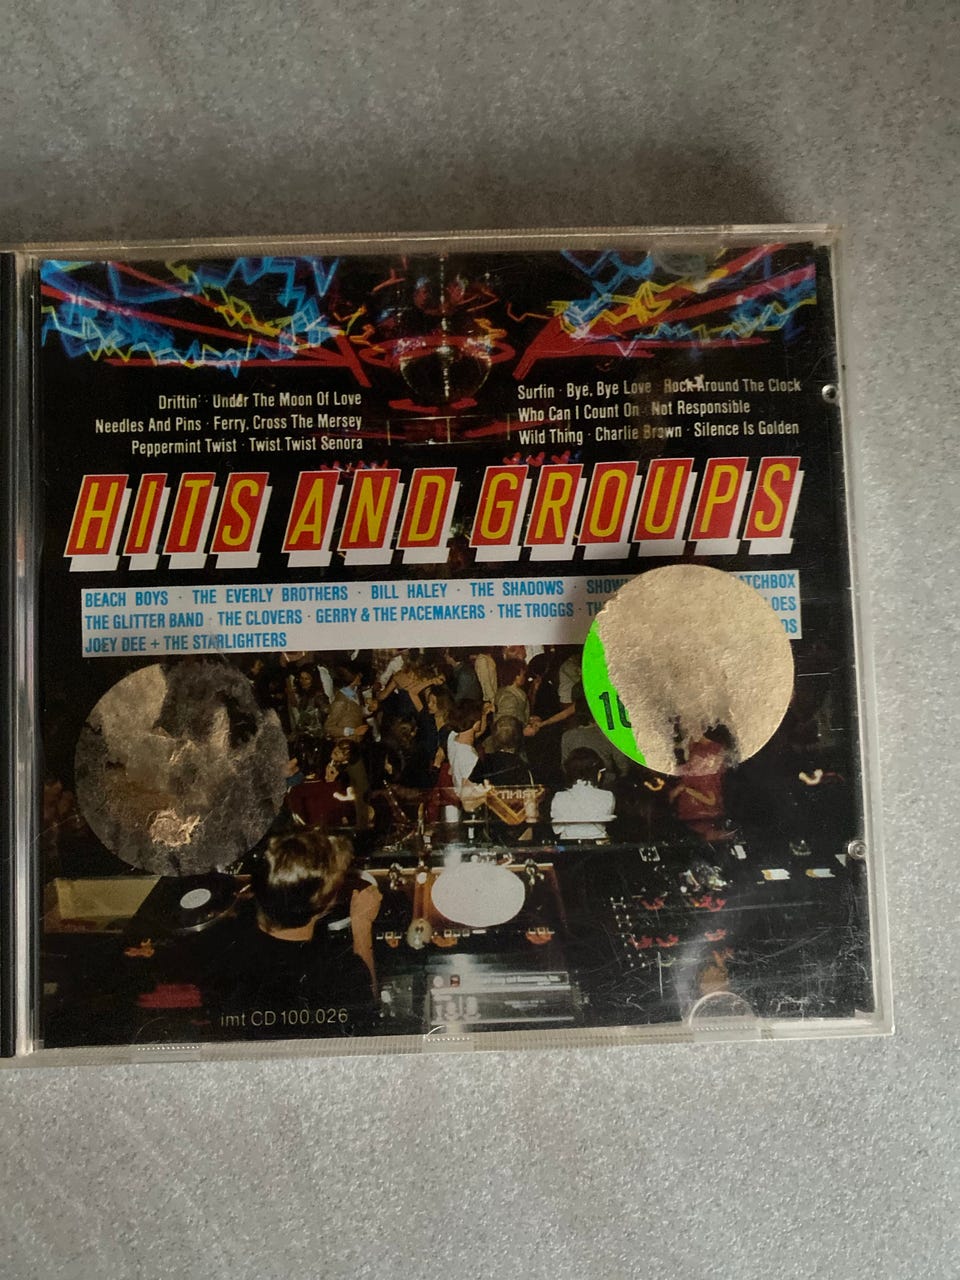 Driftin' · Under The Moon Of Love
Needles And Pins · Ferry, Cross The Mersey
Peppermint Twist · Twist Twist Senora
Surfin · Bye, Bye Love · Rock Around The Clock
Who Can I Count On · Not Responsible
Wild Thing · Charlie Brown · Silence Is Golden
HITS AND GROUPS
BEACH BOYS · THE EVERLY BROTHERS · BILL HALEY · THE SHADOWS ·
THE GLITTER BAND · THE CLOVERS · GERRY & THE PACEMAKERS · THE TROGGS ·
JOEY DEE + THE STARLIGHTERS
imt CD 100.026